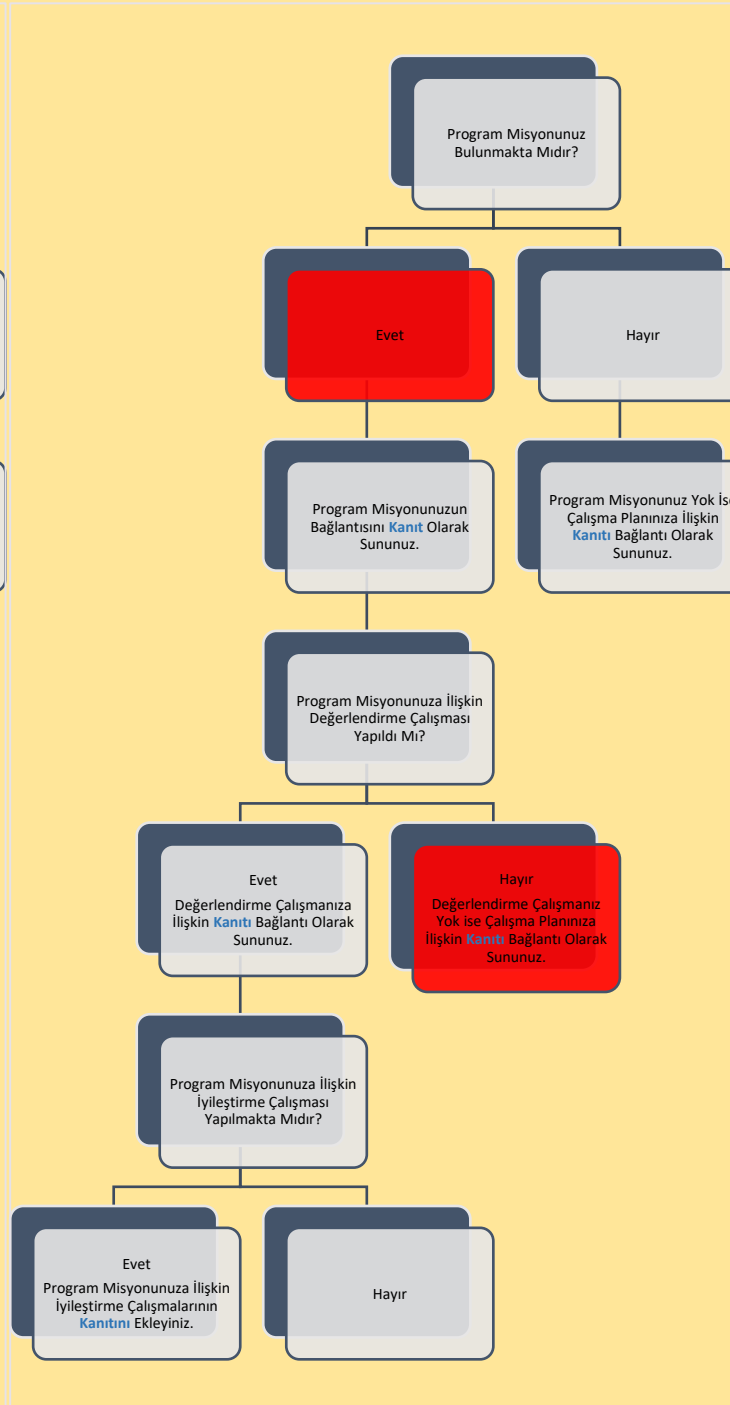 Program Misyonunuz
Bulunmakta Mıdır?
Evet
Hayır
Program Misyonunuzun
Bağlantısını Kanıt Olarak
Sununuz.
Program Misyonunuz Yok İse
Çalışma Planınıza İlişkin
Kanıtı Bağlantı Olarak
Sununuz.
Program Misyonunuza İlişkin
Değerlendirme Çalışması
Yapıldı Mı?
Evet
Değerlendirme Çalışmanıza
İlişkin Kanıtı Bağlantı Olarak
Sununuz.
Hayır
Değerlendirme Çalışmanız
Yok ise Çalışma Planınıza
İlişkin Kanıtı Bağlantı Olarak
Sununuz.
Program Misyonunuza İlişkin
İyileştirme Çalışması
Yapılmakta Mıdır?
Evet
Program Misyonunuza İlişkin
İyileştirme Çalışmalarının
Kanıtını Ekleyiniz.
Hayır